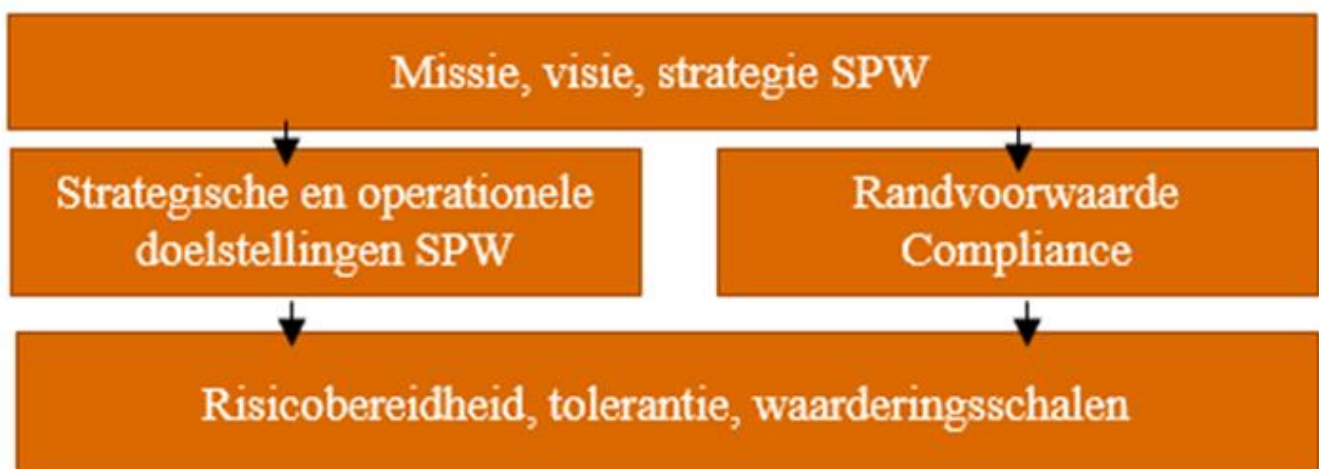 Missie, visie, strategie SPW
Strategische en operationele
doelstellingen SPW
Randvoorwaarde
Compliance
Risicobereidheid, tolerantie, waarderingsschalen